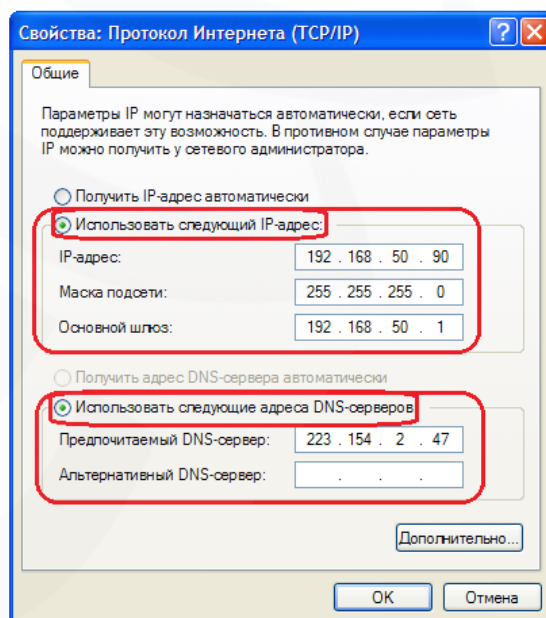 Свойства: Протокол Интернета (TCP/IP)
Общие
Параметры IP могут назначаться автоматически, если сеть
поддерживает эту возможность. В противном случае параметры
IP можно получить у сетевого администратора.
Получить IP-адрес автоматически
Использовать следующий IP-адрес:
IP-адрес: 192 . 168 . 50 . 90
Маска подсети: 255 . 255 . 255 . 0
Основной шлюз: 192 . 168 . 50 . 1
Получить адрес DNS-сервера автоматически
Использовать следующие адреса DNS-серверов
Предпочитаемый DNS-сервер: 223 . 154 . 2 . 47
Альтернативный DNS-сервер: . . .
Дополнительно...
OK Отмена